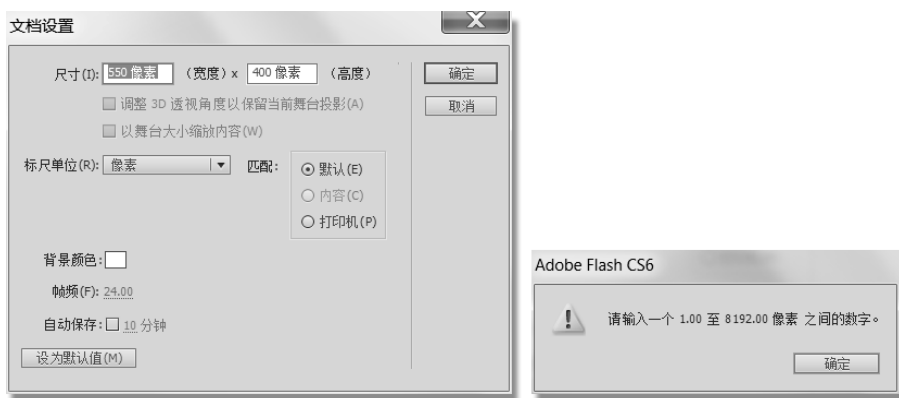 文档设置
尺寸(I): 550 像素 （宽度）x 400 像素 （高度）
确定
调整 3D 透视角度以保留当前舞台投影(A)
取消
以舞台大小缩放内容(W)
标尺单位(R): 像素 匹配: 默认(E)
内容(C)
打印机(P)
背景颜色:
帧频(F): 24.00
自动保存: 10 分钟
设为默认值(M)
Adobe Flash CS6
请输入一个 1.00 至 8192.00 像素 之间的数字。
确定